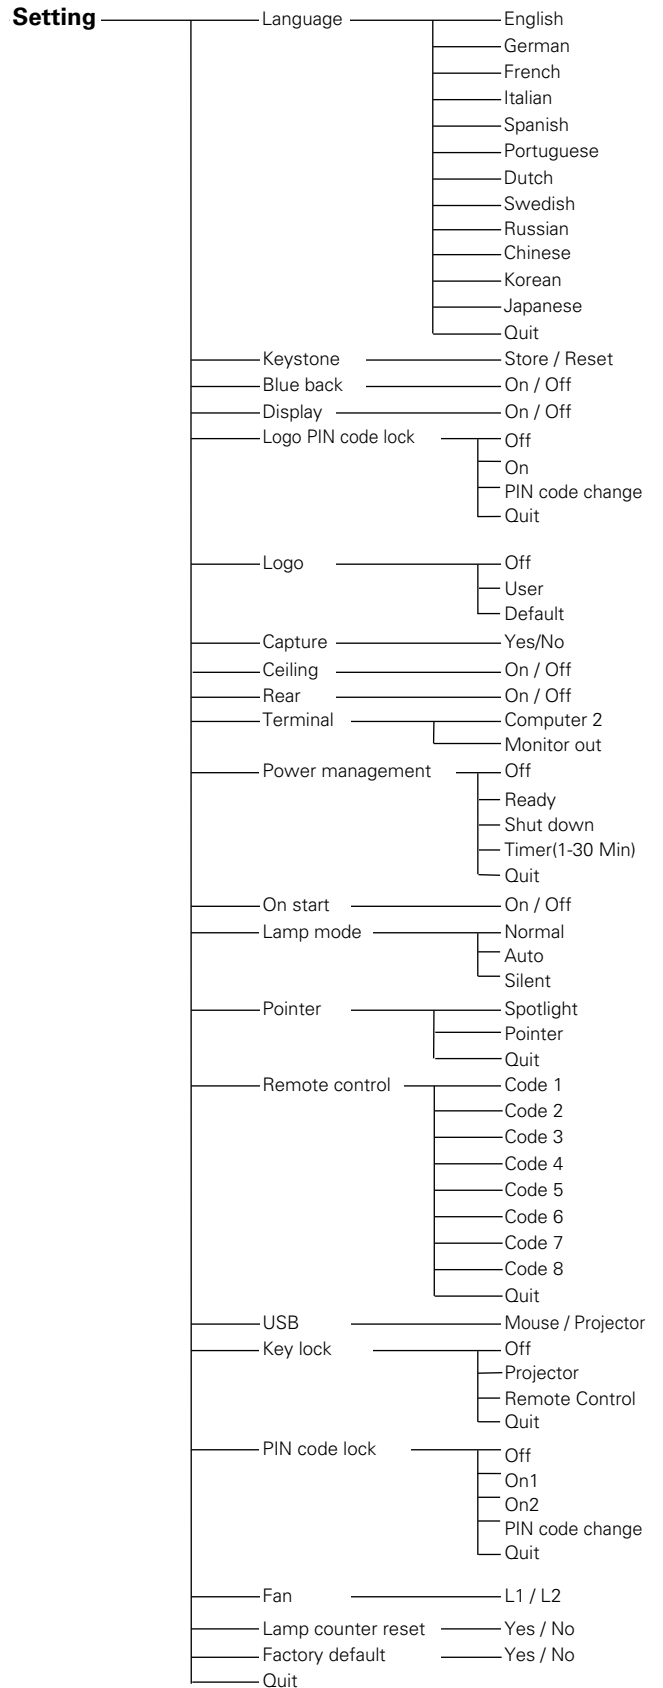 Setting Language English
German
French
Italian
Spanish
Portuguese
Dutch
Swedish
Russian
Chinese
Korean
Japanese
Quit
Keystone Store / Reset
Blue back On / Off
Display On / Off
Logo PIN code lock Off
On
PIN code change
Quit
Logo Off
User
Default
Capture Yes/No
Ceiling On / Off
Rear On / Off
Terminal Computer 2
Monitor out
Power management Off
Ready
Shut down
Timer(1-30 Min)
Quit
On start On / Off
Lamp mode Normal
Auto
Silent
Pointer Spotlight
Pointer
Quit
Remote control Code 1
Code 2
Code 3
Code 4
Code 5
Code 6
Code 7
Code 8
Quit
USB Mouse / Projector
Key lock Off
Projector
Remote Control
Quit
PIN code lock Off
On1
On2
PIN code change
Quit
Fan L1 / L2
Lamp counter reset Yes / No
Factory default Yes / No
Quit